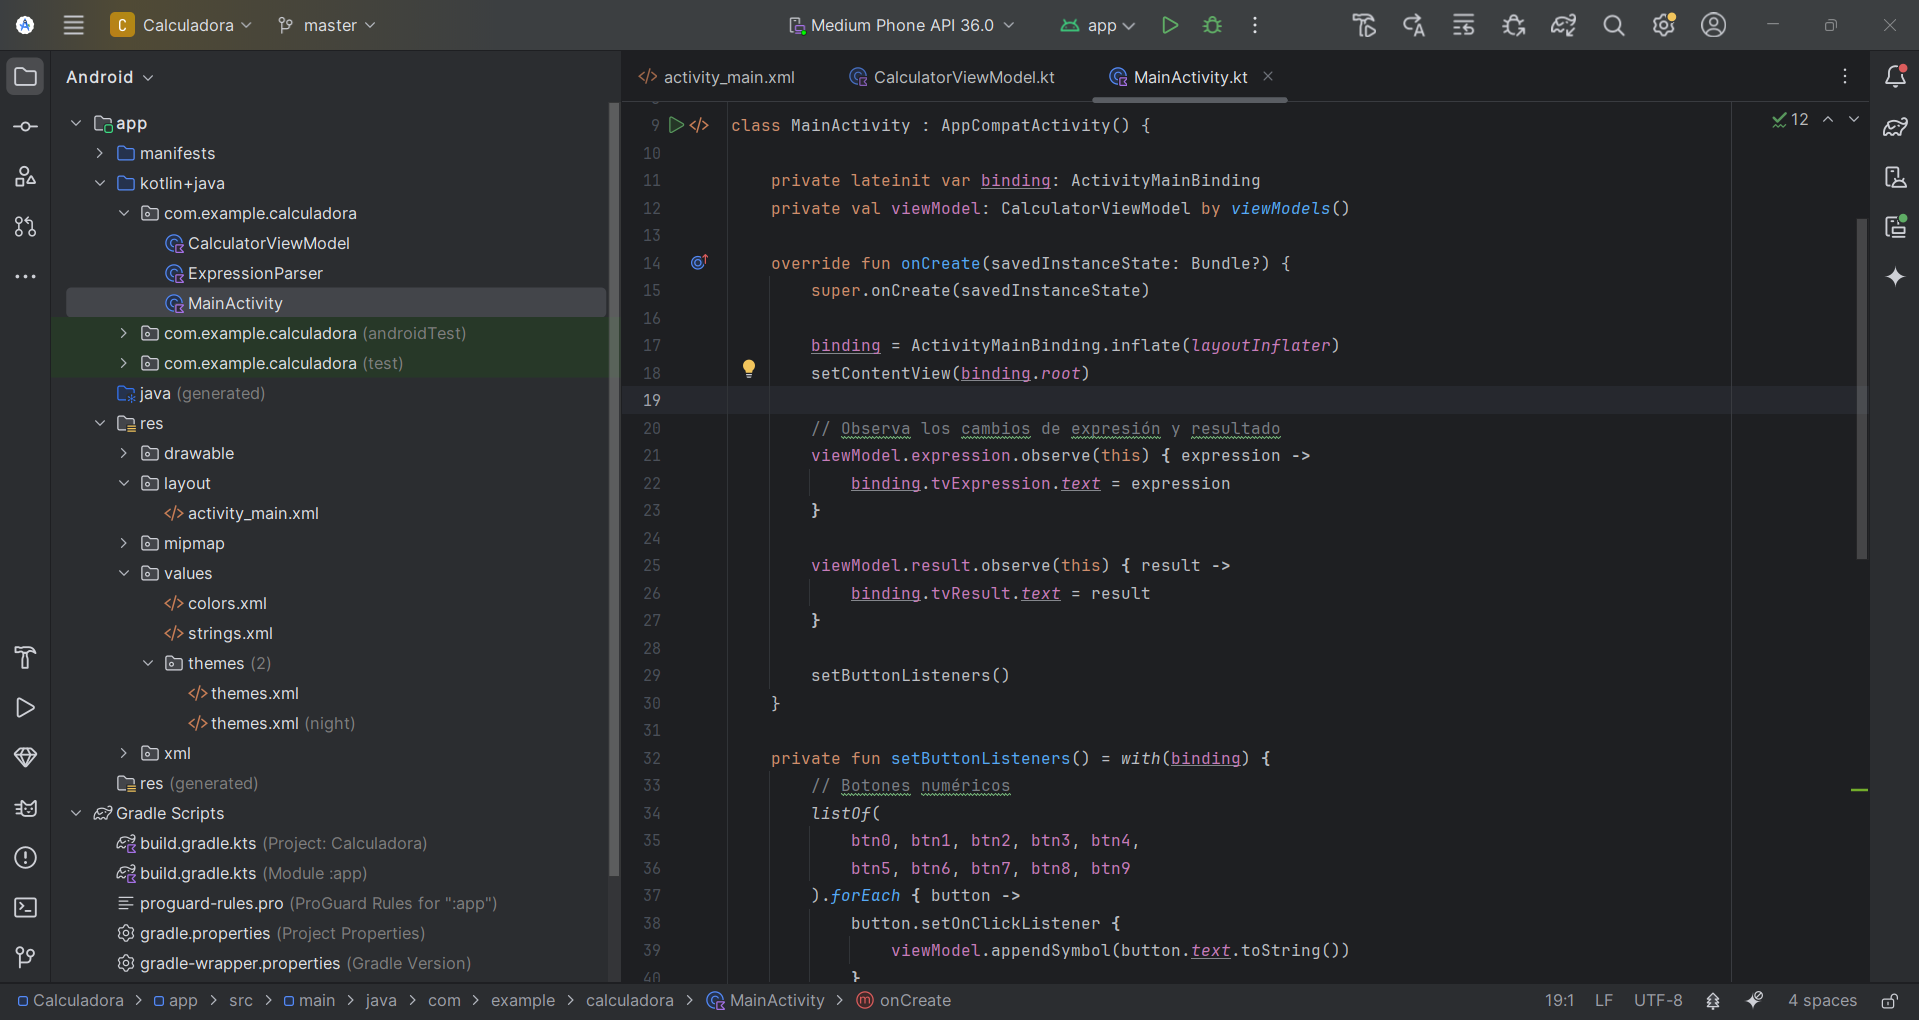 C Calculadora master Medium Phone API 36.0 app
Android
app
manifests
kotlin+java
com.example.calculadora
CalculatorViewModel
ExpressionParser
MainActivity
com.example.calculadora (androidTest)
com.example.calculadora (test)
java (generated)
res
drawable
layout
</> activity_main.xml
mipmap
values
</> colors.xml
</> strings.xml
themes (2)
</> themes.xml
</> themes.xml (night)
xml
res (generated)
Gradle Scripts
build.gradle.kts (Project: Calculadora)
build.gradle.kts (Module :app)
proguard-rules.pro (ProGuard Rules for ":app")
gradle.properties (Project Properties)
gradle-wrapper.properties (Gradle Version)
</> activity_main.xml CalculatorViewModel.kt MainActivity.kt
12
9 </> class MainActivity : AppCompatActivity() {
10
11 private lateinit var binding: ActivityMainBinding
12 private val viewModel: CalculatorViewModel by viewModels()
13
14 override fun onCreate(savedInstanceState: Bundle?) {
15 super.onCreate(savedInstanceState)
16
17 binding = ActivityMainBinding.inflate(layoutInflater)
18 setContentView(binding.root)
19
20 // Observa los cambios de expresión y resultado
21 viewModel.expression.observe(this) { expression ->
22 binding.tvExpression.text = expression
23 }
24
25 viewModel.result.observe(this) { result ->
26 binding.tvResult.text = result
27 }
28
29 setButtonListeners()
30 }
31
32 private fun setButtonListeners() = with(binding) {
33 // Botones numéricos
34 listOf(
35 btn0, btn1, btn2, btn3, btn4,
36 btn5, btn6, btn7, btn8, btn9
37 ).forEach { button ->
38 button.setOnClickListener {
39 viewModel.appendSymbol(button.text.toString())
40 }
Calculadora > app > src > main > java > com > example > calculadora > MainActivity > m onCreate 19:1 LF UTF-8 4 spaces